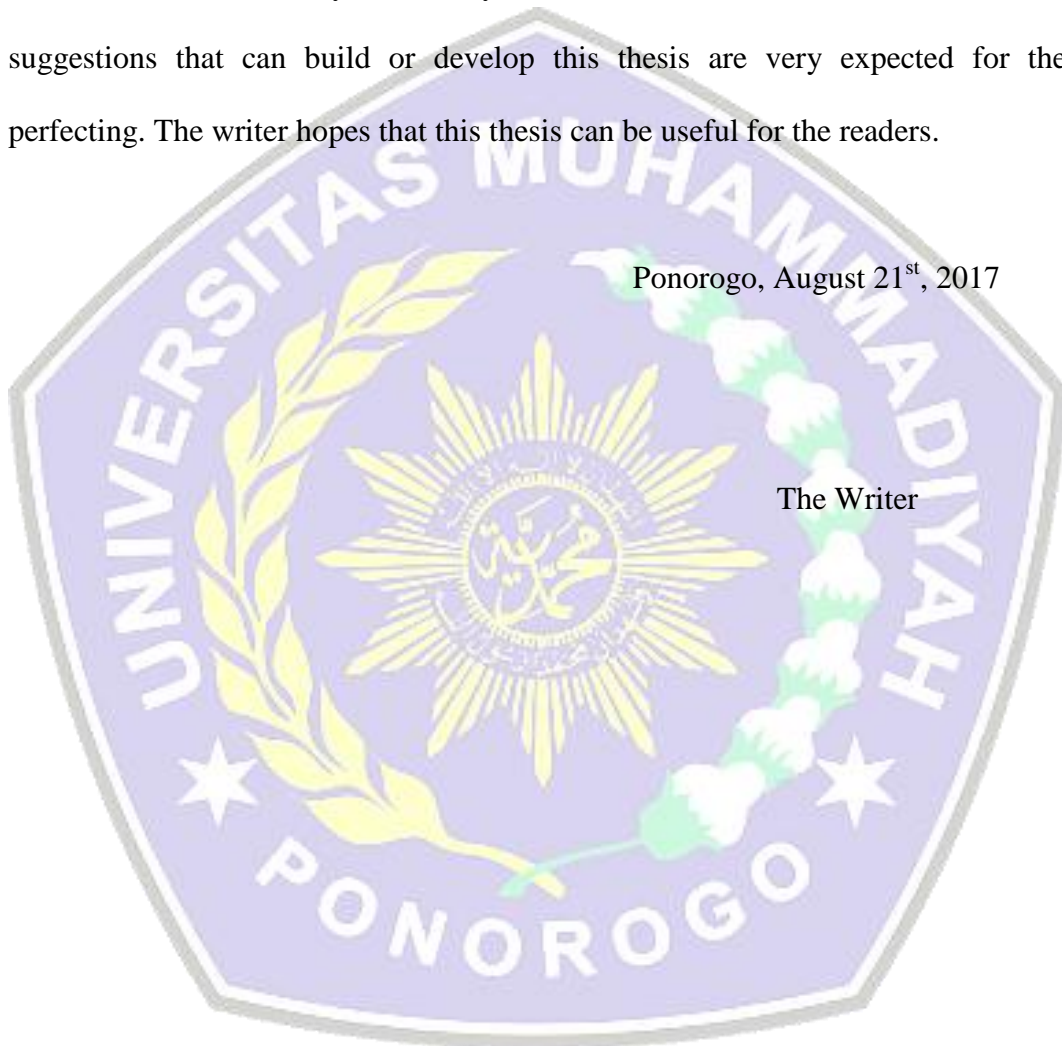 suggestions that can build or develop this thesis are very expected for the
perfecting. The writer hopes that this thesis can be useful for the readers.
UNIVERSITAS MUHAMMADIYAH
Ponorogo, August 21st, 2017
The Writer
محمدية
PONOROGO